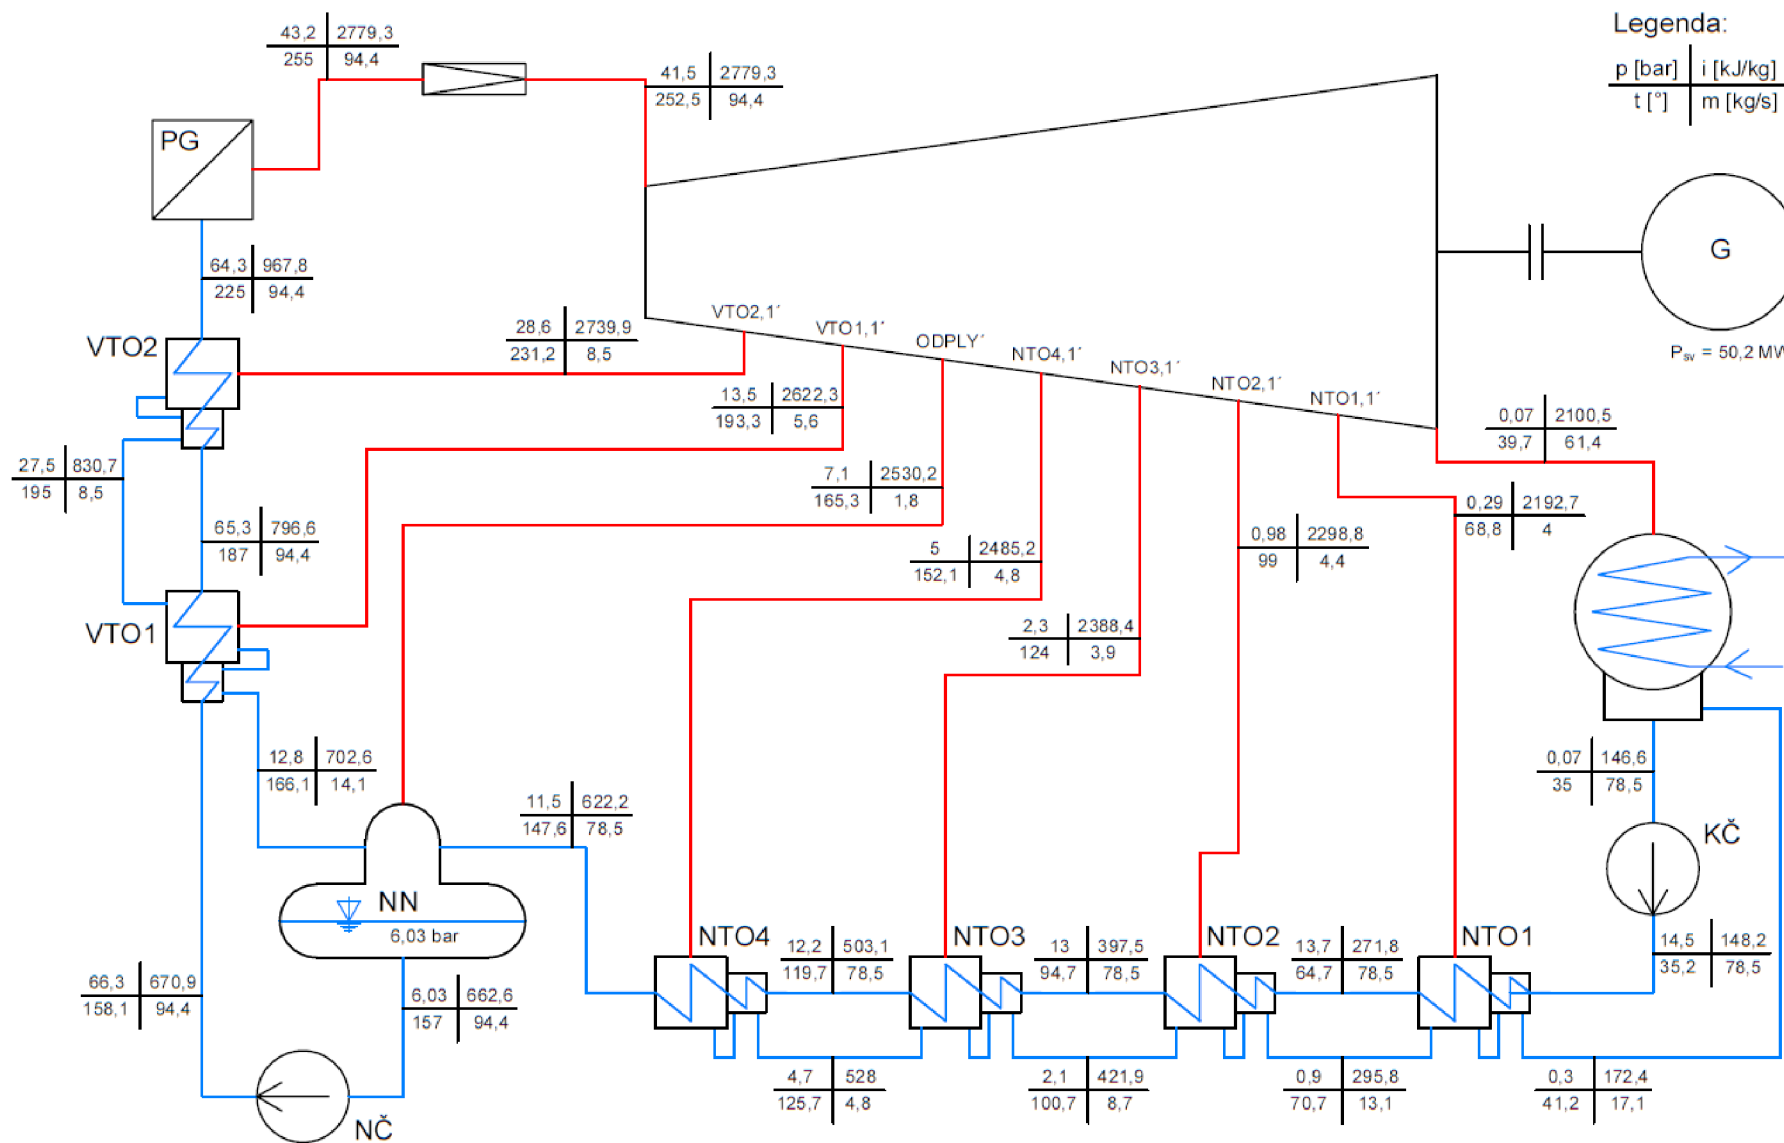 Legenda:
p [bar] i [kJ/kg]
t [°] m [kg/s]
43,2 2779,3
255 94,4
41,5 2779,3
252,5 94,4
PG
G
P_sv = 50,2 MW
64,3 967,8
225 94,4
VTO2
28,6 2739,9
231,2 8,5
VTO2,1´
VTO1,1´
ODPLY´
NTO4,1´
NTO3,1´
NTO2,1´
NTO1,1´
13,5 2622,3
193,3 5,6
0,07 2100,5
39,7 61,4
27,5 830,7
195 8,5
7,1 2530,2
165,3 1,8
0,29 2192,7
68,8 4
65,3 796,6
187 94,4
5 2485,2
152,1 4,8
0,98 2298,8
99 4,4
VTO1
2,3 2388,4
124 3,9
12,8 702,6
166,1 14,1
11,5 622,2
147,6 78,5
0,07 146,6
35 78,5
KČ
NN
6,03 bar
NTO4
NTO3
NTO2
NTO1
12,2 503,1
119,7 78,5
13 397,5
94,7 78,5
13,7 271,8
64,7 78,5
14,5 148,2
35,2 78,5
66,3 670,9
158,1 94,4
6,03 662,6
157 94,4
4,7 528
125,7 4,8
2,1 421,9
100,7 8,7
0,9 295,8
70,7 13,1
0,3 172,4
41,2 17,1
NČ